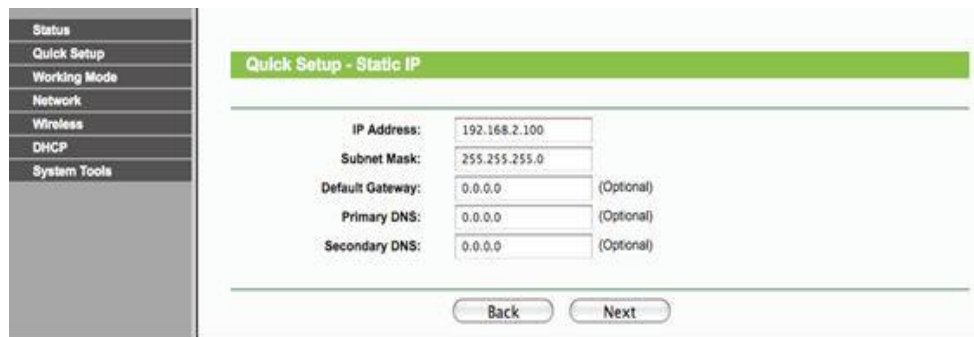 Status
Quick Setup
Working Mode
Network
Wireless
DHCP
System Tools
Quick Setup - Static IP
IP Address: 192.168.2.100
Subnet Mask: 255.255.255.0
Default Gateway: 0.0.0.0 (Optional)
Primary DNS: 0.0.0.0 (Optional)
Secondary DNS: 0.0.0.0 (Optional)
Back Next